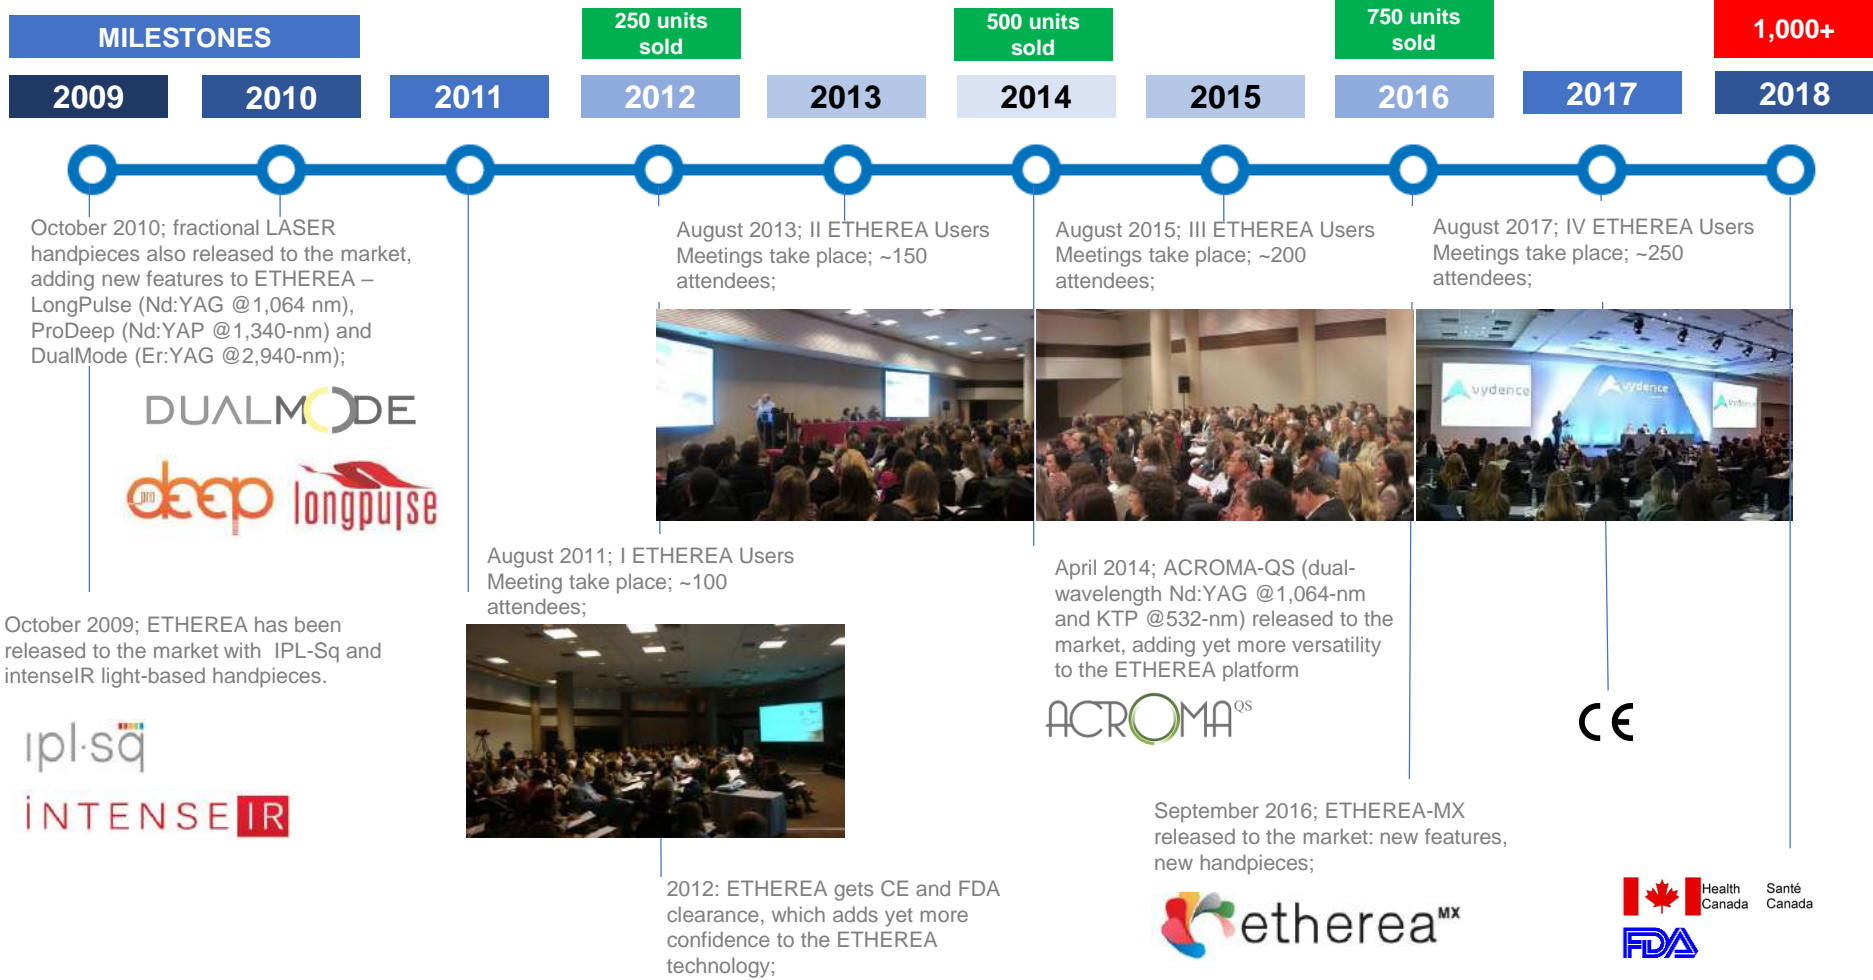 MILESTONES
250 units
sold
500 units
sold
750 units
sold
1,000+
2009
2010
2011
2012
2013
2014
2015
2016
2017
2018
October 2010; fractional LASER
handpieces also released to the market,
adding new features to ETHEREA –
LongPulse (Nd:YAG @1,064 nm),
ProDeep (Nd:YAP @1,340-nm) and
DualMode (Er:YAG @2,940-nm);
DUALMODE
pro
deep
longpulse
October 2009; ETHEREA has been
released to the market with  IPL-Sq and
intenseIR light-based handpieces.
ipl·sq
iNTENSEIR
August 2011; I ETHEREA Users
Meeting take place; ~100
attendees;
August 2013; II ETHEREA Users
Meetings take place; ~150
attendees;
2012: ETHEREA gets CE and FDA
clearance, which adds yet more
confidence to the ETHEREA
technology;
August 2015; III ETHEREA Users
Meetings take place; ~200
attendees;
April 2014; ACROMA-QS (dual-
wavelength Nd:YAG @1,064-nm
and KTP @532-nm) released to the
market, adding yet more versatility
to the ETHEREA platform
ACROMA QS
September 2016; ETHEREA-MX
released to the market: new features,
new handpieces;
etherea MX
August 2017; IV ETHEREA Users
Meetings take place; ~250
attendees;
vydence
vydence
vydence
CE
Health
Canada
Santé
Canada
FDA